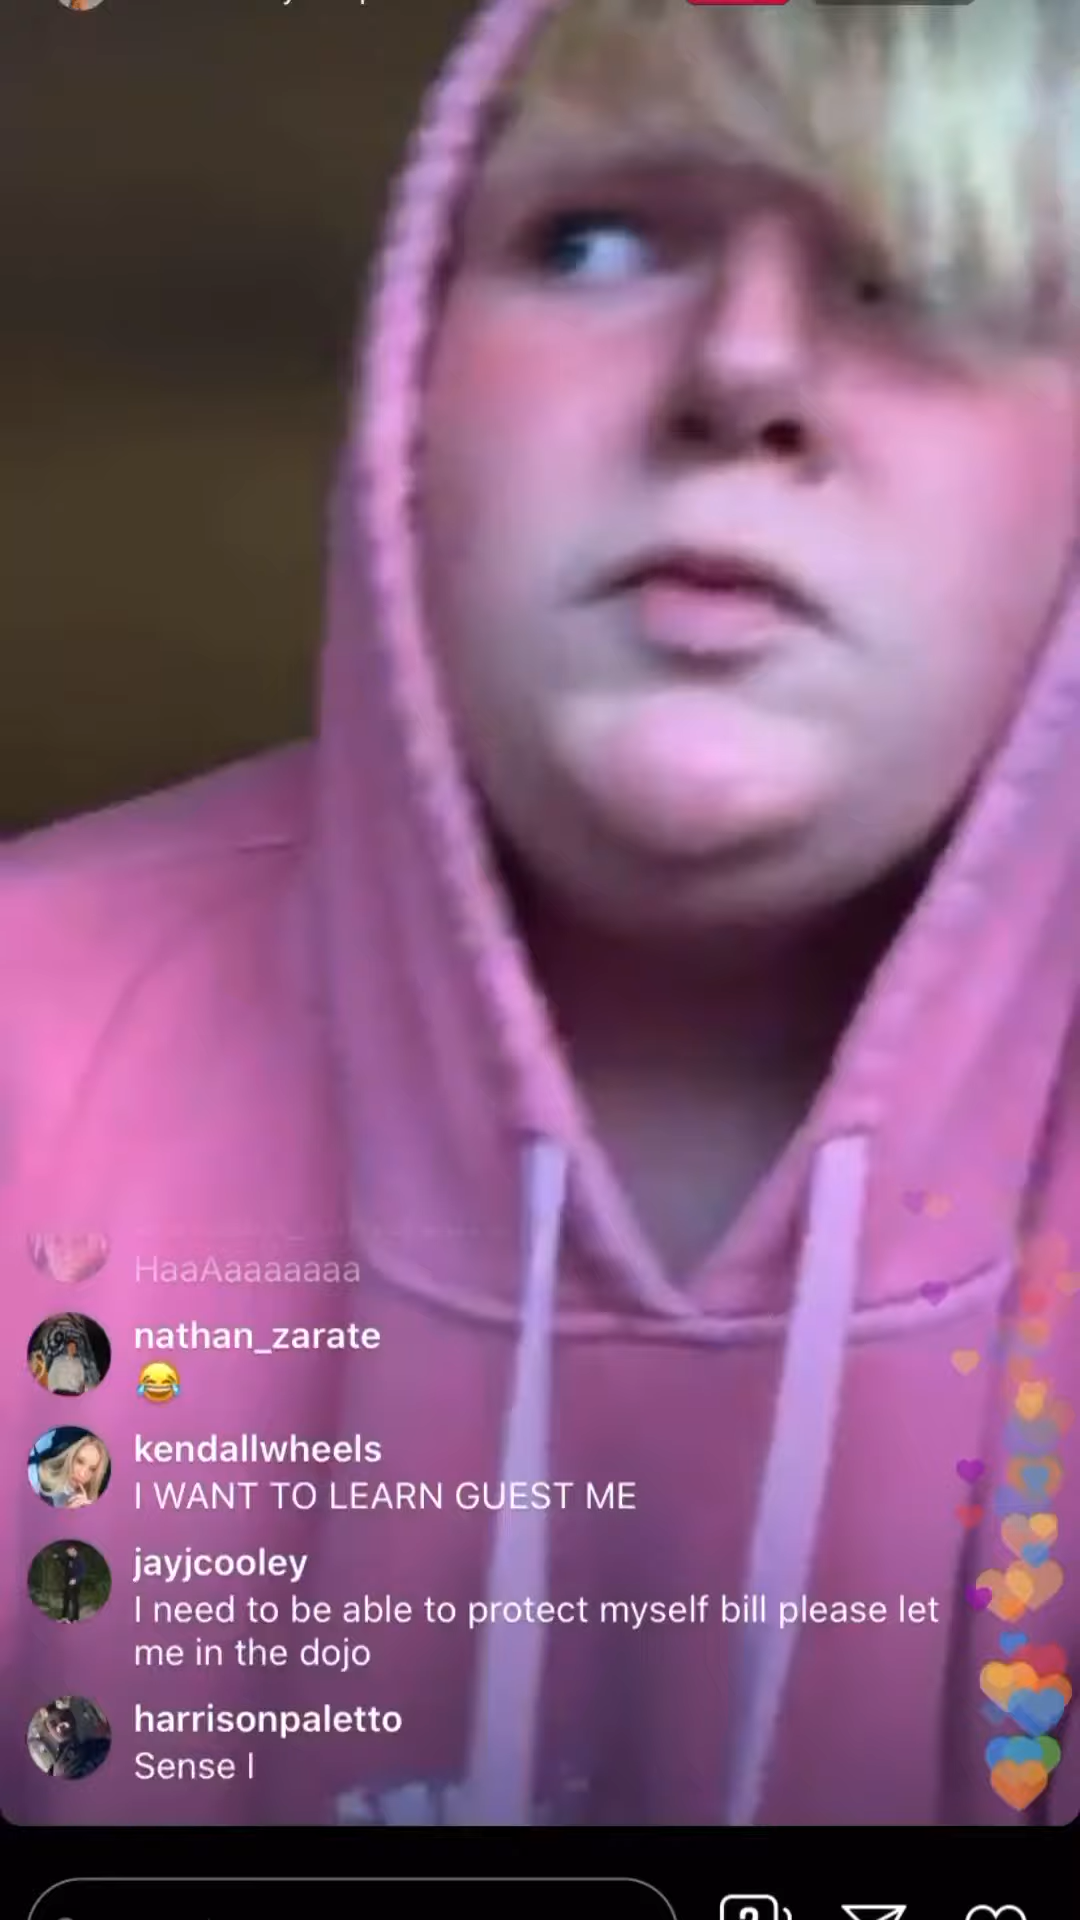 HaaAaaaaaaa
nathan_zarate
😂
kendallwheels
I WANT TO LEARN GUEST ME
jayjcooley
I need to be able to protect myself bill please let
me in the dojo
harrisonpaletto
Sense I